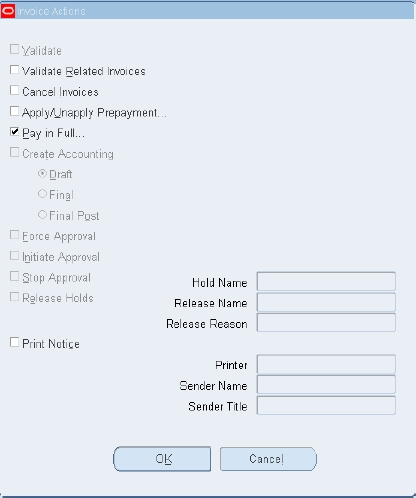 Invoice Actions
Validate
Validate Related Invoices
Cancel Invoices
Apply/Unapply Prepayment...
Pay in Full...
Create Accounting
Draft
Final
Final Post
Force Approval
Initiate Approval
Stop Approval
Release Holds
Hold Name
Release Name
Release Reason
Print Notice
Printer
Sender Name
Sender Title
OK
Cancel